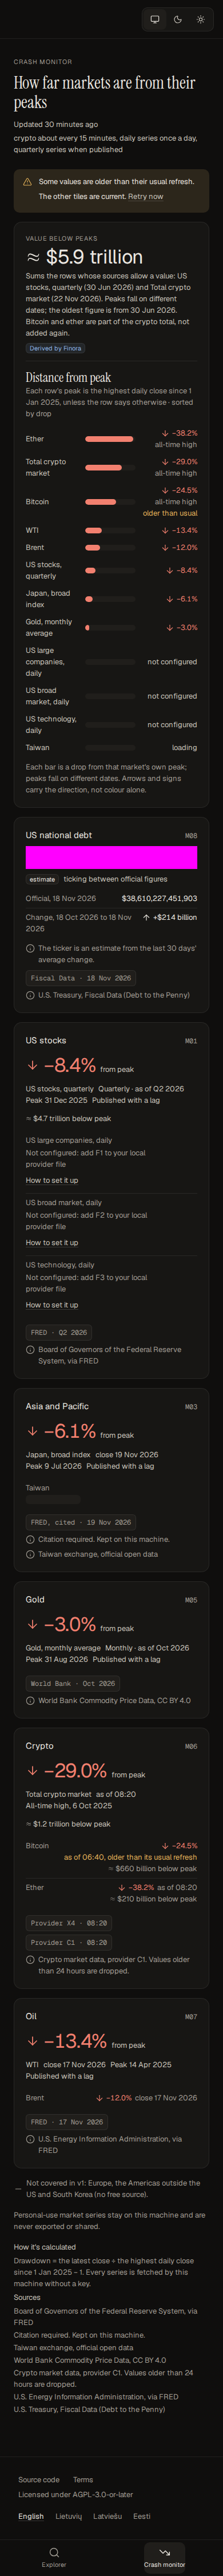 CRASH MONITOR
How far markets are from their
peaks
Updated 30 minutes ago
crypto about every 15 minutes, daily series once a day,
quarterly series when published
Some values are older than their usual refresh.
The other tiles are current. Retry now
VALUE BELOW PEAKS
≈ $5.9 trillion
Sums the rows whose sources allow a value: US
stocks, quarterly (30 Jun 2026) and Total crypto
market (22 Nov 2026). Peaks fall on different
dates; the oldest figure is from 30 Jun 2026.
Bitcoin and ether are part of the crypto total, not
added again.
Derived by Finora
Distance from peak
Each row's peak is the highest daily close since 1
Jan 2025, unless the row says otherwise · sorted
by drop
Ether
↓ −38.2%
all-time high
Total crypto
market
↓ −29.0%
all-time high
Bitcoin
↓ −24.5%
all-time high
older than usual
WTI
↓ −13.4%
Brent
↓ −12.0%
US stocks,
quarterly
↓ −8.4%
Japan, broad
index
↓ −6.1%
Gold, monthly
average
↓ −3.0%
US large
companies,
daily
not configured
US broad
market, daily
not configured
US technology,
daily
not configured
Taiwan
loading
Each bar is a drop from that market's own peak;
peaks fall on different dates. Arrows and signs
carry the direction, not colour alone.
US national debt M08
estimate ticking between official figures
Official, 18 Nov 2026 $38,610,227,451,903
Change, 18 Oct 2026 to 18 Nov
2026
↑ +$214 billion
The ticker is an estimate from the last 30 days'
average change.
Fiscal Data · 18 Nov 2026
U.S. Treasury, Fiscal Data (Debt to the Penny)
US stocks M01
↓ −8.4% from peak
US stocks, quarterly Quarterly · as of Q2 2026
Peak 31 Dec 2025 Published with a lag
≈ $4.7 trillion below peak
US large companies, daily
Not configured: add F1 to your local
provider file
How to set it up
US broad market, daily
Not configured: add F2 to your local
provider file
How to set it up
US technology, daily
Not configured: add F3 to your local
provider file
How to set it up
FRED · Q2 2026
Board of Governors of the Federal Reserve
System, via FRED
Asia and Pacific M03
↓ −6.1% from peak
Japan, broad index close 19 Nov 2026
Peak 9 Jul 2026 Published with a lag
Taiwan
FRED, cited · 19 Nov 2026
Citation required. Kept on this machine.
Taiwan exchange, official open data
Gold M05
↓ −3.0% from peak
Gold, monthly average Monthly · as of Oct 2026
Peak 31 Aug 2026 Published with a lag
World Bank · Oct 2026
World Bank Commodity Price Data, CC BY 4.0
Crypto M06
↓ −29.0% from peak
Total crypto market as of 08:20
All-time high, 6 Oct 2025
≈ $1.2 trillion below peak
Bitcoin ↓ −24.5%
as of 06:40, older than its usual refresh
≈ $660 billion below peak
Ether ↓ −38.2% as of 08:20
≈ $210 billion below peak
Provider X4 · 08:20
Provider C1 · 08:20
Crypto market data, provider C1. Values older
than 24 hours are dropped.
Oil M07
↓ −13.4% from peak
WTI close 17 Nov 2026 Peak 14 Apr 2025
Published with a lag
Brent ↓ −12.0% close 17 Nov 2026
FRED · 17 Nov 2026
U.S. Energy Information Administration, via
FRED
— Not covered in v1: Europe, the Americas outside the
US and South Korea (no free source).
Personal-use market series stay on this machine and are
never exported or shared.
How it's calculated
Drawdown = the latest close ÷ the highest daily close
since 1 Jan 2025 − 1. Every series is fetched by this
machine without a key.
Sources
Board of Governors of the Federal Reserve System, via
FRED
Citation required. Kept on this machine.
Taiwan exchange, official open data
World Bank Commodity Price Data, CC BY 4.0
Crypto market data, provider C1. Values older than 24
hours are dropped.
U.S. Energy Information Administration, via FRED
U.S. Treasury, Fiscal Data (Debt to the Penny)
Source code Terms
Licensed under AGPL-3.0-or-later
English Lietuvių Latviešu Eesti
Explorer Crash monitor